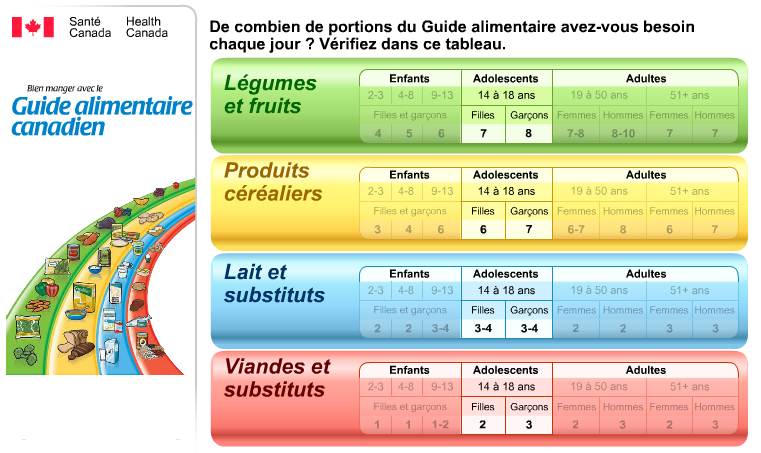 Santé Canada
Health Canada
Bien manger avec le
Guide alimentaire
canadien
De combien de portions du Guide alimentaire avez-vous besoin
chaque jour ? Vérifiez dans ce tableau.
Légumes et fruits
Enfants Adolescents Adultes
2-3 4-8 9-13 14 à 18 ans 19 à 50 ans 51+ ans
Filles et garçons Filles Garçons Femmes Hommes Femmes Hommes
4 5 6 7 8 7-8 8-10 7 7
Produits céréaliers
Enfants Adolescents Adultes
2-3 4-8 9-13 14 à 18 ans 19 à 50 ans 51+ ans
Filles et garçons Filles Garçons Femmes Hommes Femmes Hommes
3 4 6 6 7 6-7 8 6 7
Lait et substituts
Enfants Adolescents Adultes
2-3 4-8 9-13 14 à 18 ans 19 à 50 ans 51+ ans
Filles et garçons Filles Garçons Femmes Hommes Femmes Hommes
2 2 3-4 3-4 3-4 2 2 3 3
Viandes et substituts
Enfants Adolescents Adultes
2-3 4-8 9-13 14 à 18 ans 19 à 50 ans 51+ ans
Filles et garçons Filles Garçons Femmes Hommes Femmes Hommes
1 1 1-2 2 3 2 3 2 3